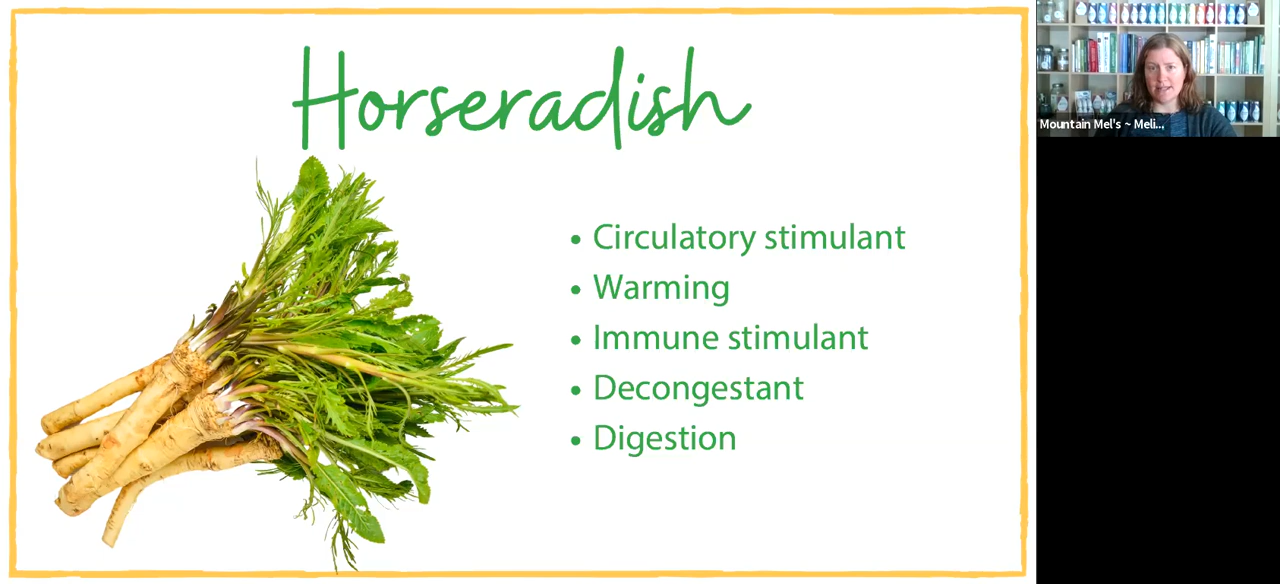 Horseradish
• Circulatory stimulant
• Warming
• Immune stimulant
• Decongestant
• Digestion
Mountain Mel's ~ Meli...,